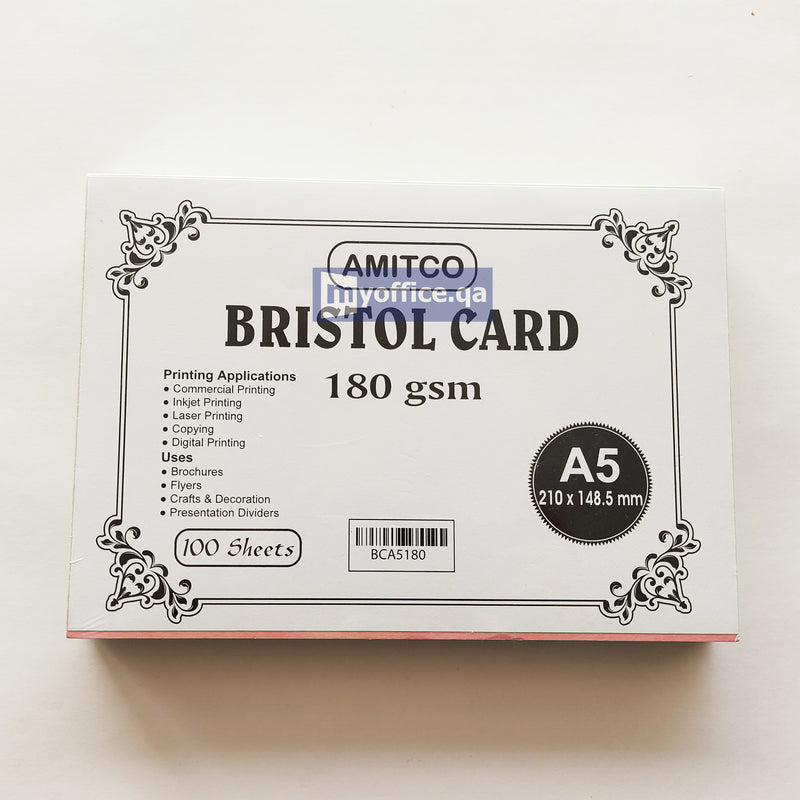 AMITCO
myoffice.qa
BRISTOL CARD
180 gsm
Printing Applications
● Commercial Printing
● Inkjet Printing
● Laser Printing
● Copying
● Digital Printing
Uses
● Brochures
● Flyers
● Crafts & Decoration
● Presentation Dividers
100 Sheets
BCA5180
A5
210 x 148.5 mm